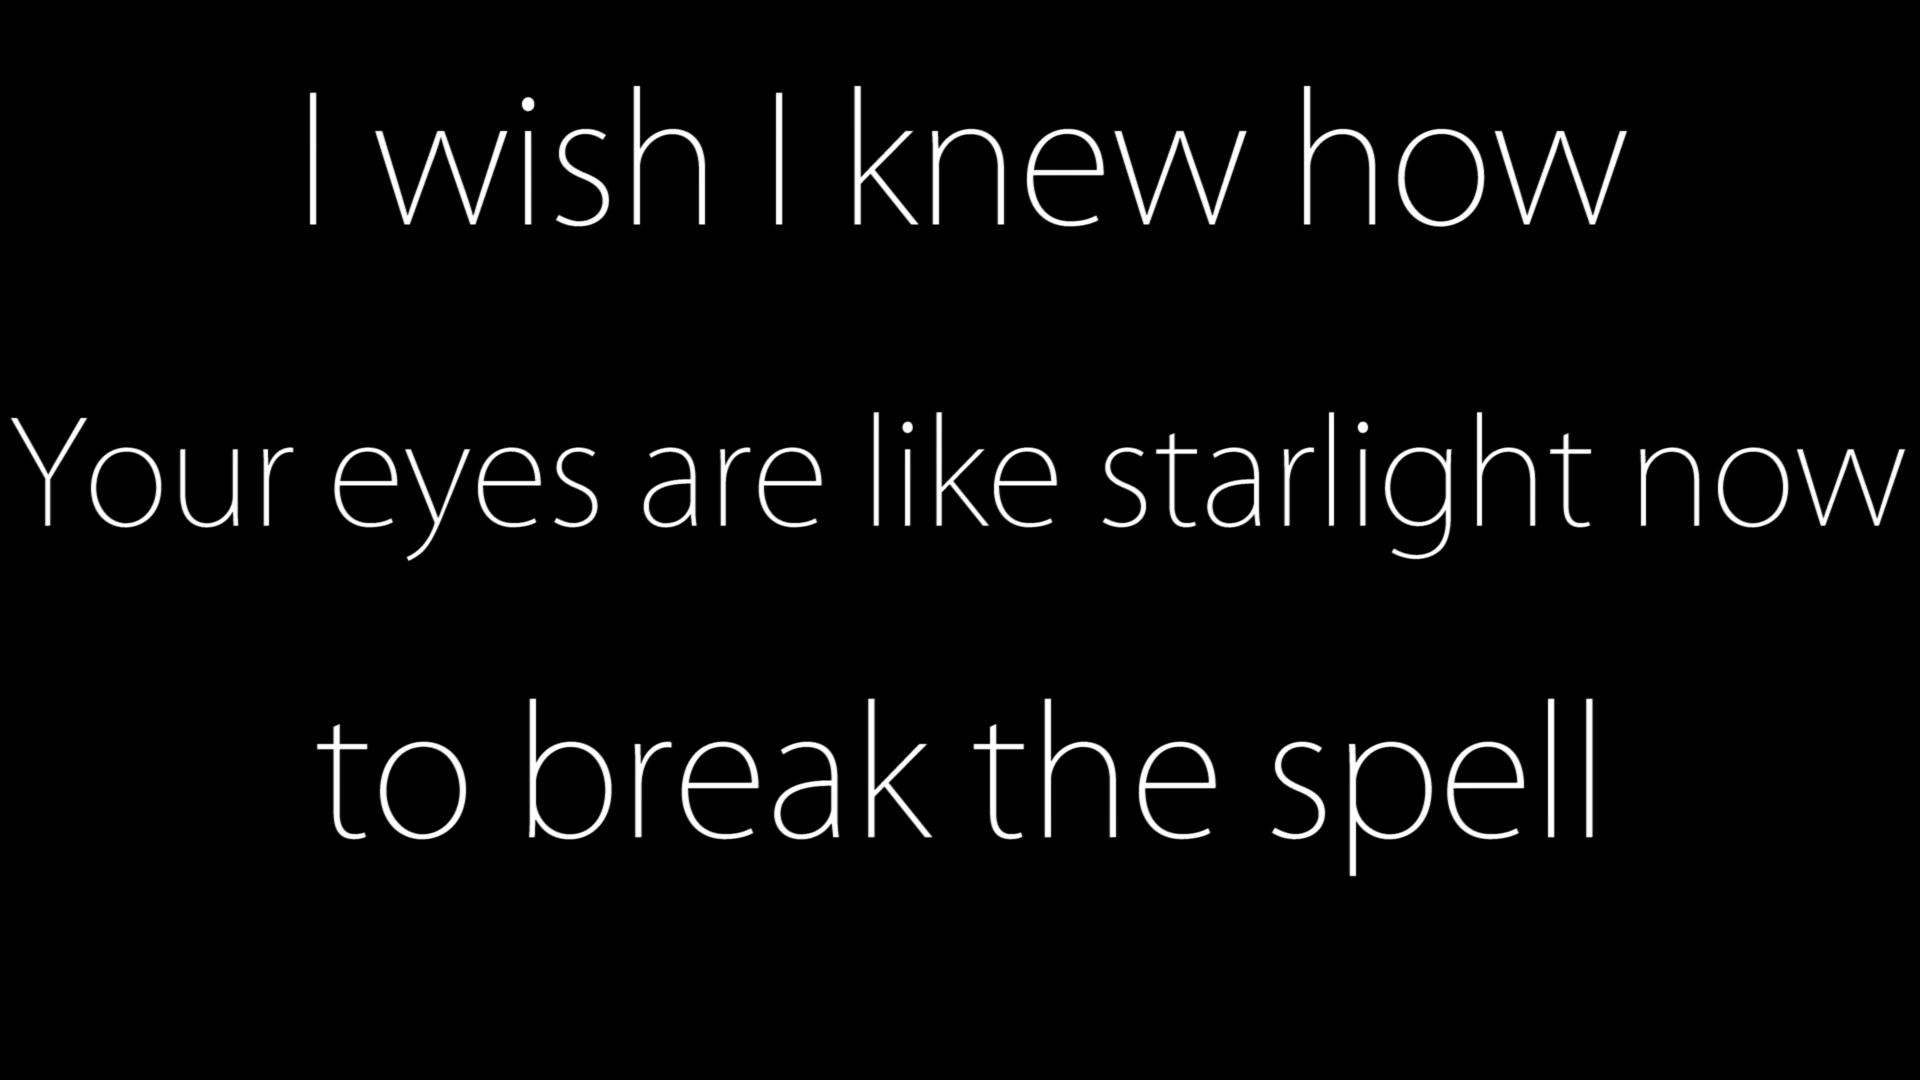 I wish I knew how
Your eyes are like starlight now
to break the spell